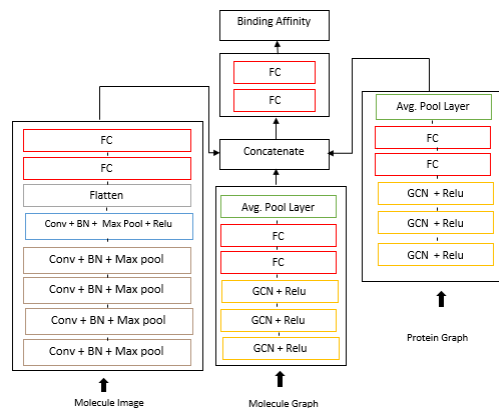 Binding Affinity
FC
FC
Concatenate
FC
FC
Flatten
Conv + BN + Max Pool + Relu
Conv + BN + Max pool
Conv + BN + Max pool
Conv + BN + Max pool
Conv + BN + Max pool
Molecule Image
Avg. Pool Layer
FC
FC
GCN + Relu
GCN + Relu
GCN + Relu
Molecule Graph
Avg. Pool Layer
FC
FC
GCN + Relu
GCN + Relu
GCN + Relu
Protein Graph